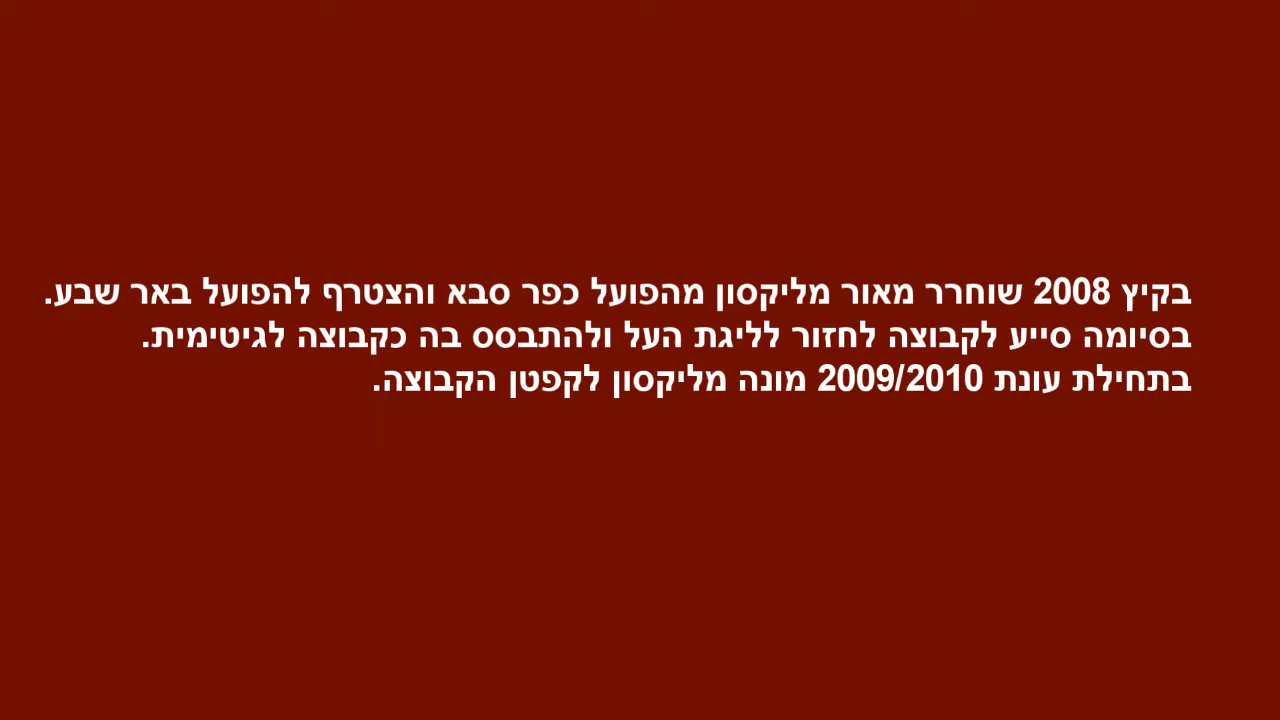 בקיץ 2008 שוחרר מאור מליקסון מהפועל כפר סבא והצטרף להפועל באר שבע.
בסיומה סייע לקבוצה לחזור לליגת העל ולהתבסס בה כקבוצה לגיטימית.
בתחילת עונת 2009/2010 מונה מליקסון לקפטן הקבוצה.